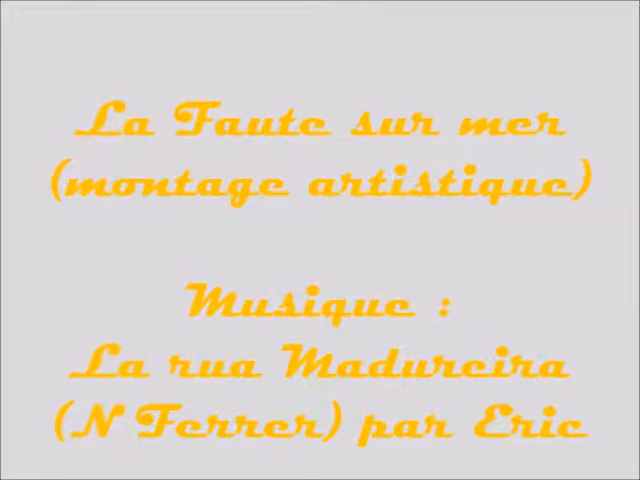 La Faute sur mer
(montage artistique)
Musique :
La rua Madureira
(N Ferrer) par Eric